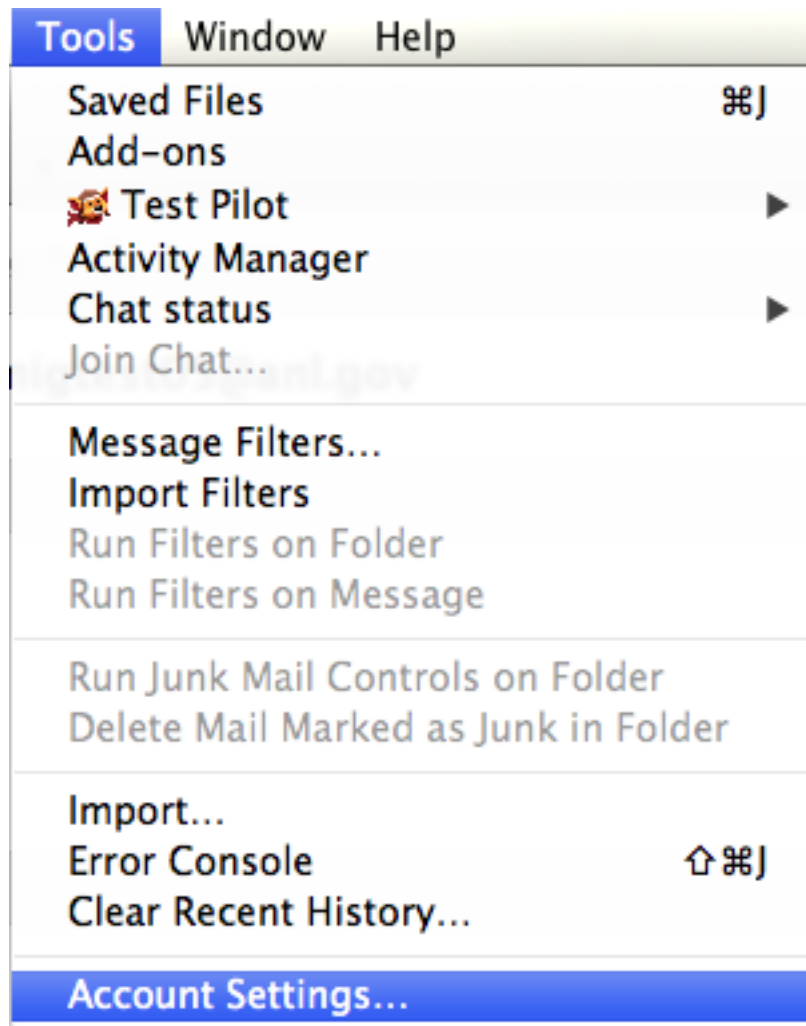 Tools Window Help
Saved Files ⌘J
Add-ons
Test Pilot
Activity Manager
Chat status
Join Chat...
Message Filters...
Import Filters
Run Filters on Folder
Run Filters on Message
Run Junk Mail Controls on Folder
Delete Mail Marked as Junk in Folder
Import...
Error Console ⇧⌘J
Clear Recent History...
Account Settings...